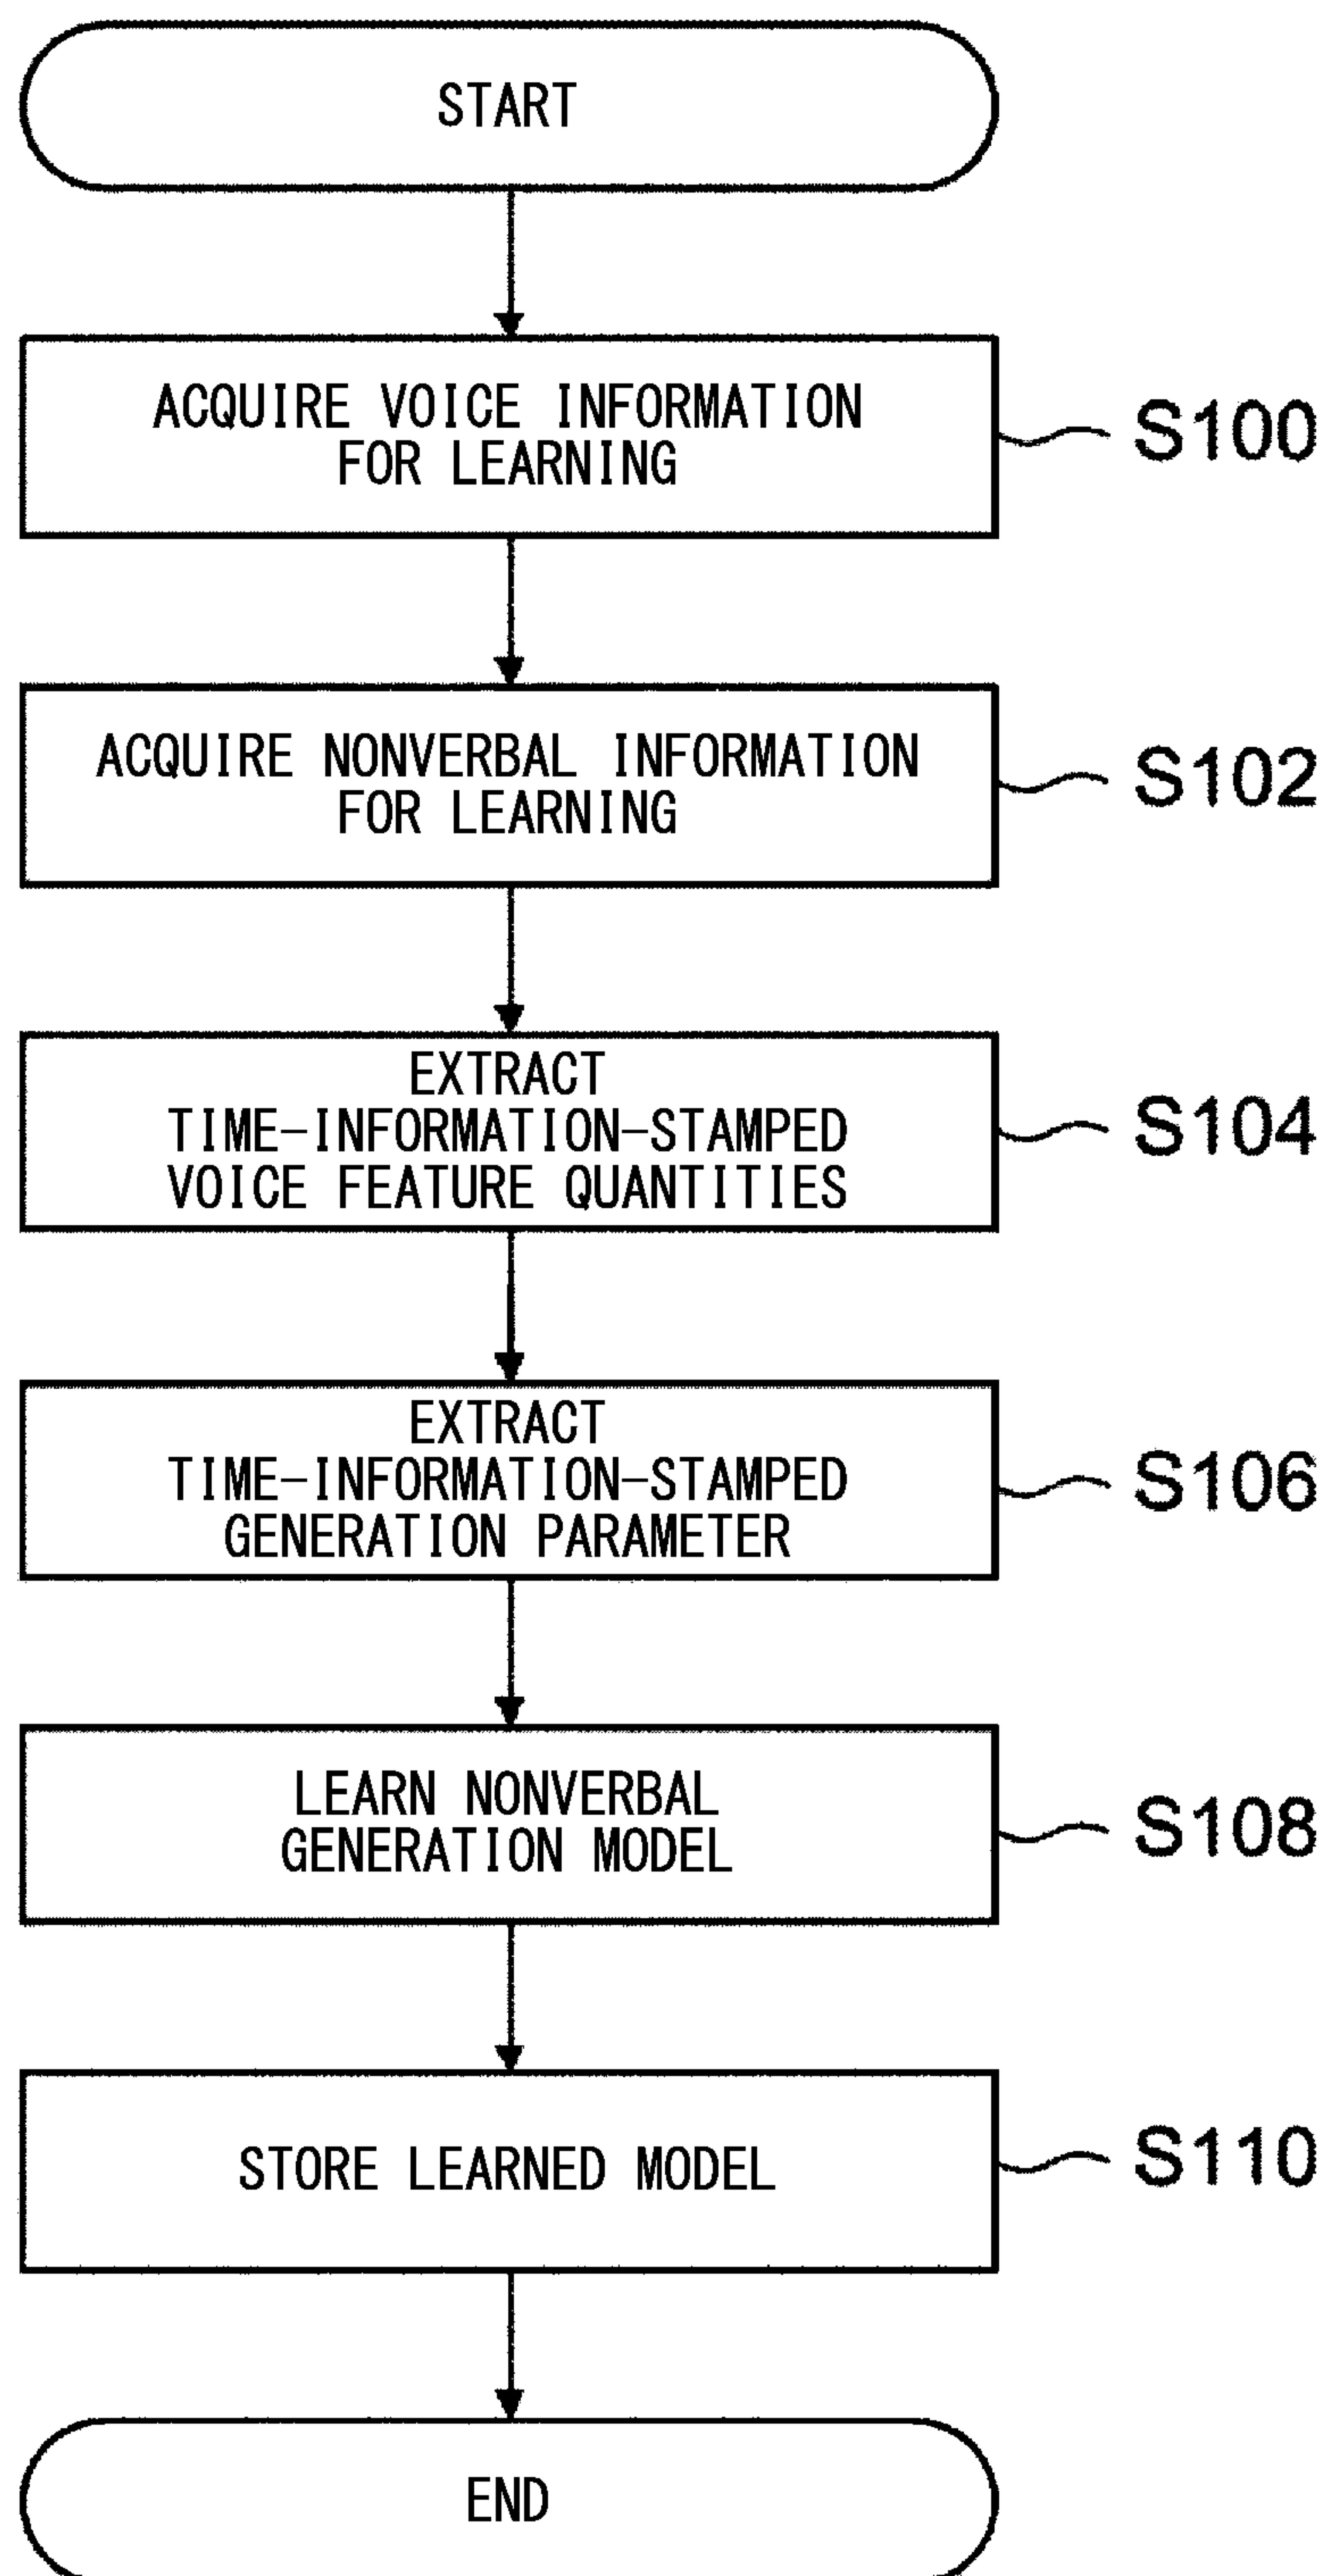 START
ACQUIRE VOICE INFORMATION
FOR LEARNING
S100
ACQUIRE NONVERBAL INFORMATION
FOR LEARNING
S102
EXTRACT
TIME-INFORMATION-STAMPED
VOICE FEATURE QUANTITIES
S104
EXTRACT
TIME-INFORMATION-STAMPED
GENERATION PARAMETER
S106
LEARN NONVERBAL
GENERATION MODEL
S108
STORE LEARNED MODEL
S110
END